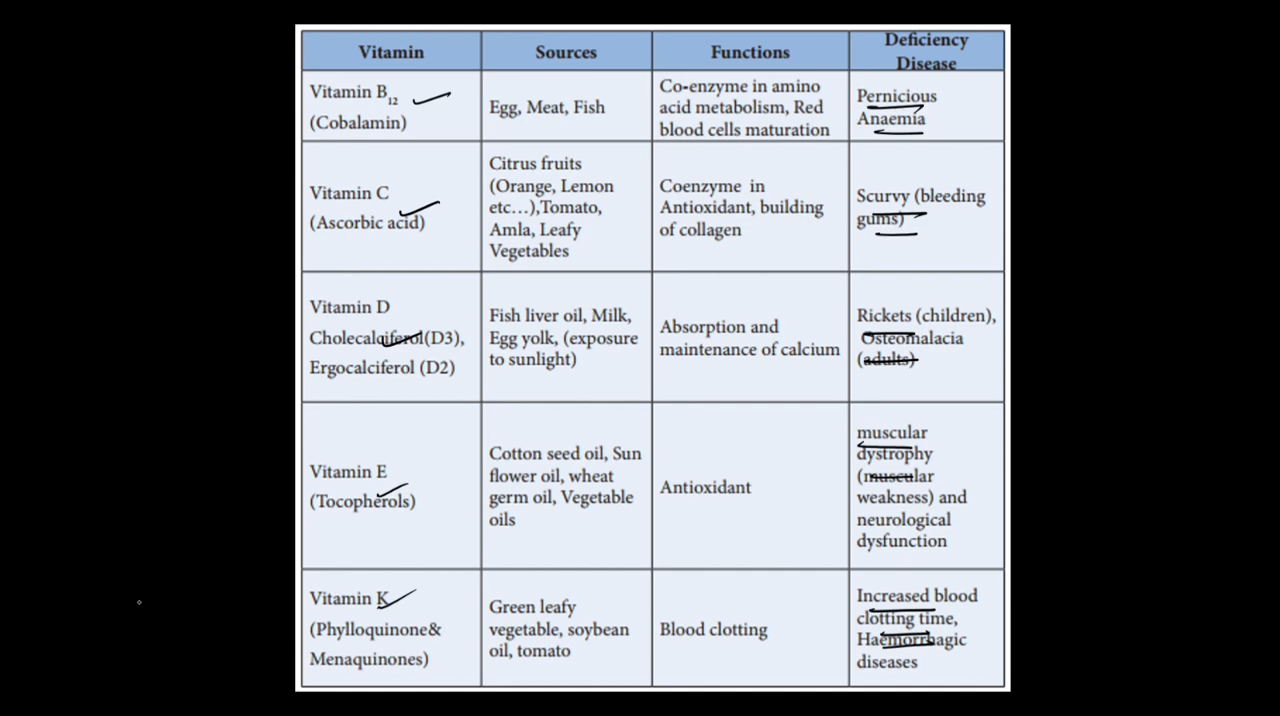 Vitamin
Sources
Functions
Deficiency
Disease
Vitamin B12
(Cobalamin)
Egg, Meat, Fish
Co-enzyme in amino
acid metabolism, Red
blood cells maturation
Pernicious
Anaemia
Vitamin C
(Ascorbic acid)
Citrus fruits
(Orange, Lemon
etc…),Tomato,
Amla, Leafy
Vegetables
Coenzyme in
Antioxidant, building
of collagen
Scurvy (bleeding
gums)
Vitamin D
Cholecalciferol(D3),
Ergocalciferol (D2)
Fish liver oil, Milk,
Egg yolk, (exposure
to sunlight)
Absorption and
maintenance of calcium
Rickets (children),
Osteomalacia
(adults)
Vitamin E
(Tocopherols)
Cotton seed oil, Sun
flower oil, wheat
germ oil, Vegetable
oils
Antioxidant
muscular
dystrophy
(muscular
weakness) and
neurological
dysfunction
Vitamin K
(Phylloquinone&
Menaquinones)
Green leafy
vegetable, soybean
oil, tomato
Blood clotting
Increased blood
clotting time,
Haemorrhagic
diseases